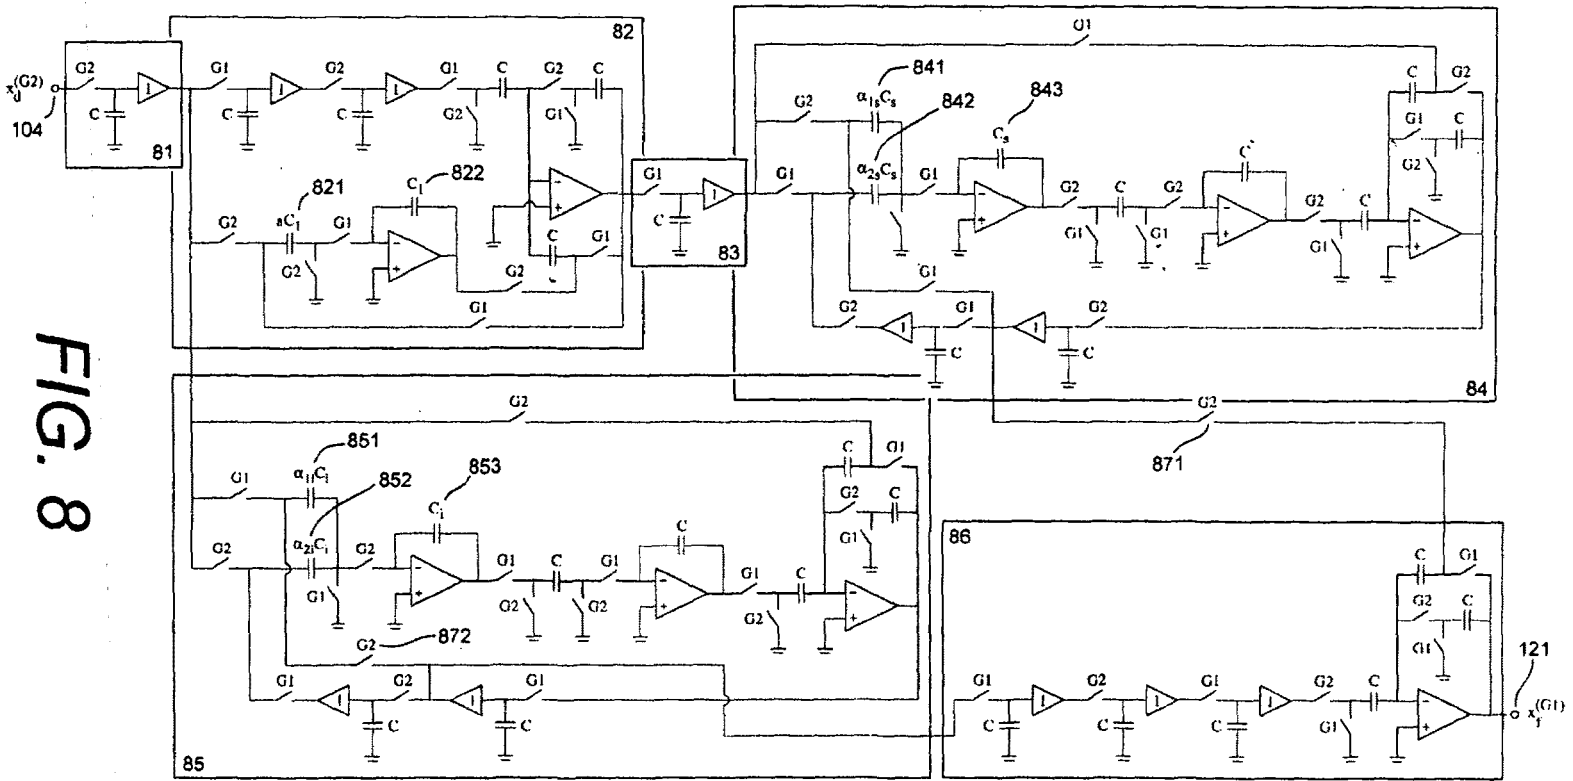 FIG. 8
x_d^(G2)
104
G2
C
1
81
82
G1
C
1
G2
C
1
G1
G2
C
G2
G1
C
821
aC₁
822
C₁
G2
G1
G2
C
G1
G2
G1
G1
C
1
83
G1
841
α₁ₛCₛ
842
α₂ₛCₛ
843
Cₛ
G2
G1
G1
G2
G1
C
G1
G2
C
G2
G1
C
C
G2
G1
C
G2
G1
G2
1
C
G1
1
C
G2
84
G2
871
G2
851
α₁ᵢCᵢ
852
α₂ᵢCᵢ
853
Cᵢ
G1
G2
G2
G1
G1
G2
C
G2
G1
C
G1
G2
C
C
G1
G2
C
G1
G2
872
G1
1
C
G2
1
C
G1
85
86
G1
C
1
G2
C
1
G1
C
1
G2
G1
C
C
G1
G2
C
G1
121
x_f^(G1)